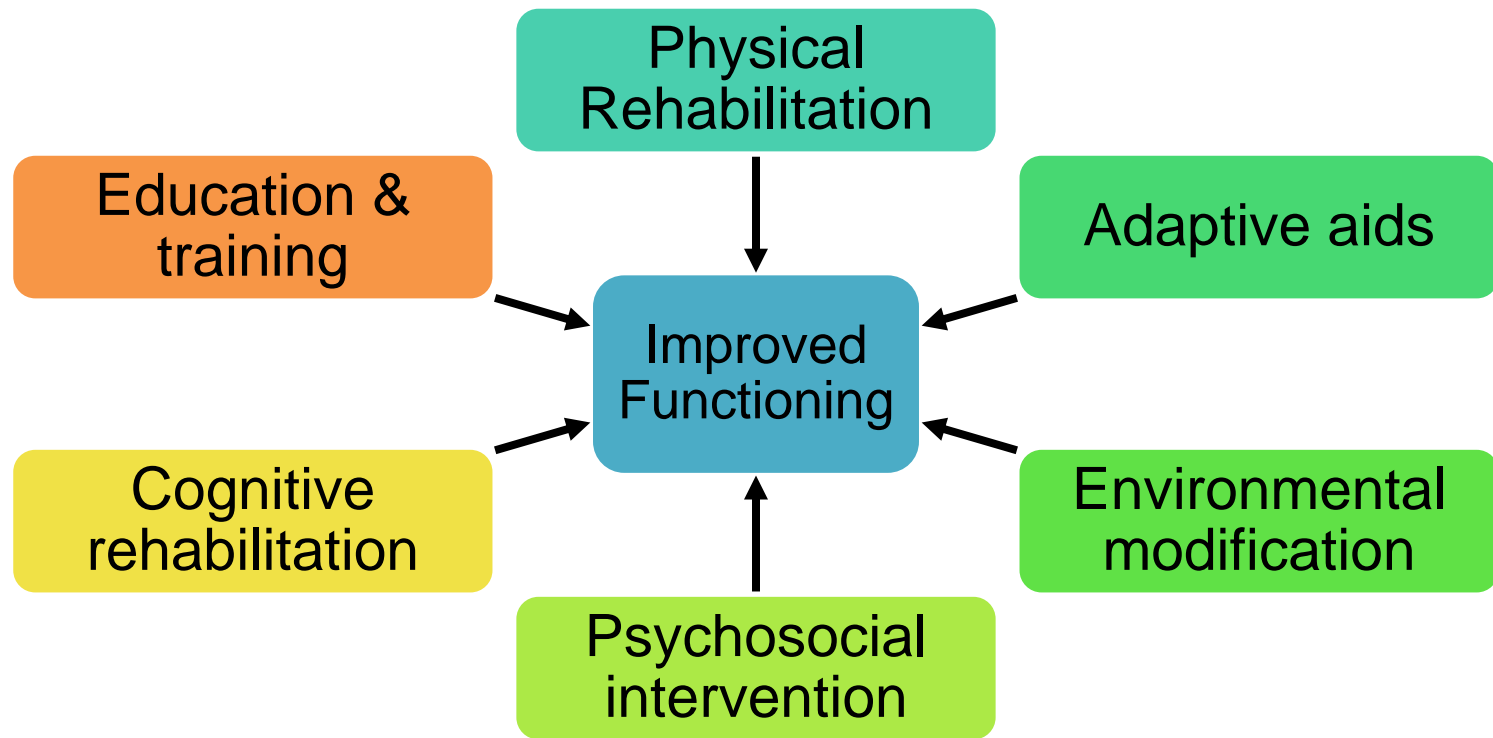 Physical
Rehabilitation
Education &
training
Adaptive aids
Improved
Functioning
Cognitive
rehabilitation
Environmental
modification
Psychosocial
intervention